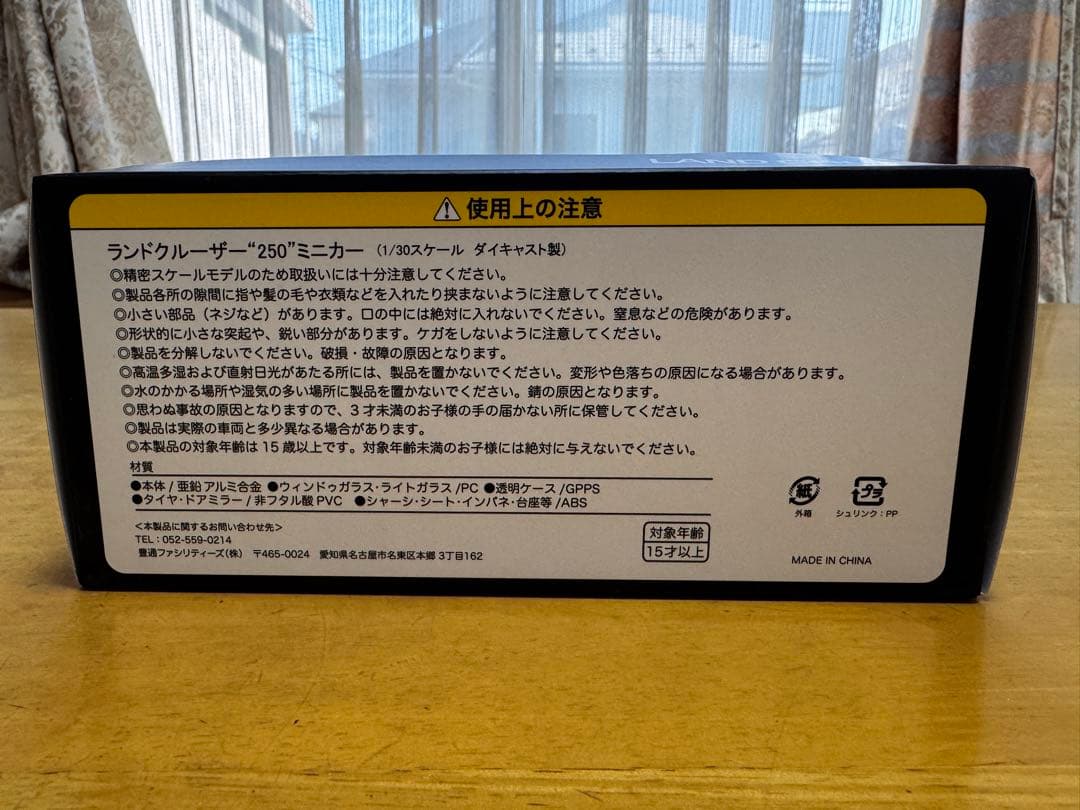 LAND
⚠使用上の注意
ランドクルーザー“250”ミニカー (1/30スケール ダイキャスト製)
◎精密スケールモデルのため取扱いには十分注意してください。
◎製品各所の隙間に指や髪の毛や衣類などを入れたり挟まないように注意してください。
◎小さい部品(ネジなど)があります。口の中には絶対に入れないでください。窒息などの危険があります。
◎形状的に小さな突起や、鋭い部分があります。ケガをしないように注意してください。
◎製品を分解しないでください。破損・故障の原因となります。
◎高温多湿および直射日光があたる所には、製品を置かないでください。変形や色落ちの原因になる場合があります。
◎水のかかる場所や湿気の多い場所に製品を置かないでください。錆の原因となります。
◎思わぬ事故の原因となりますので、3才未満のお子様の手の届かない所に保管してください。
◎製品は実際の車両と多少異なる場合があります。
◎本製品の対象年齢は15歳以上です。対象年齢未満のお子様には絶対に与えないでください。
材質
●本体/亜鉛アルミ合金 ●ウィンドゥガラス・ライトガラス/PC ●透明ケース/GPPS
●タイヤ・ドアミラー/非フタル酸PVC ●シャーシ・シート・インパネ・台座等/ABS
<本製品に関するお問い合わせ先>
TEL:052-559-0214
豊通ファシリティーズ(株) 〒465-0024 愛知県名古屋市名東区本郷3丁目162
対象年齢
15才以上
紙
外箱
プラ
シュリンク:PP
MADE IN CHINA